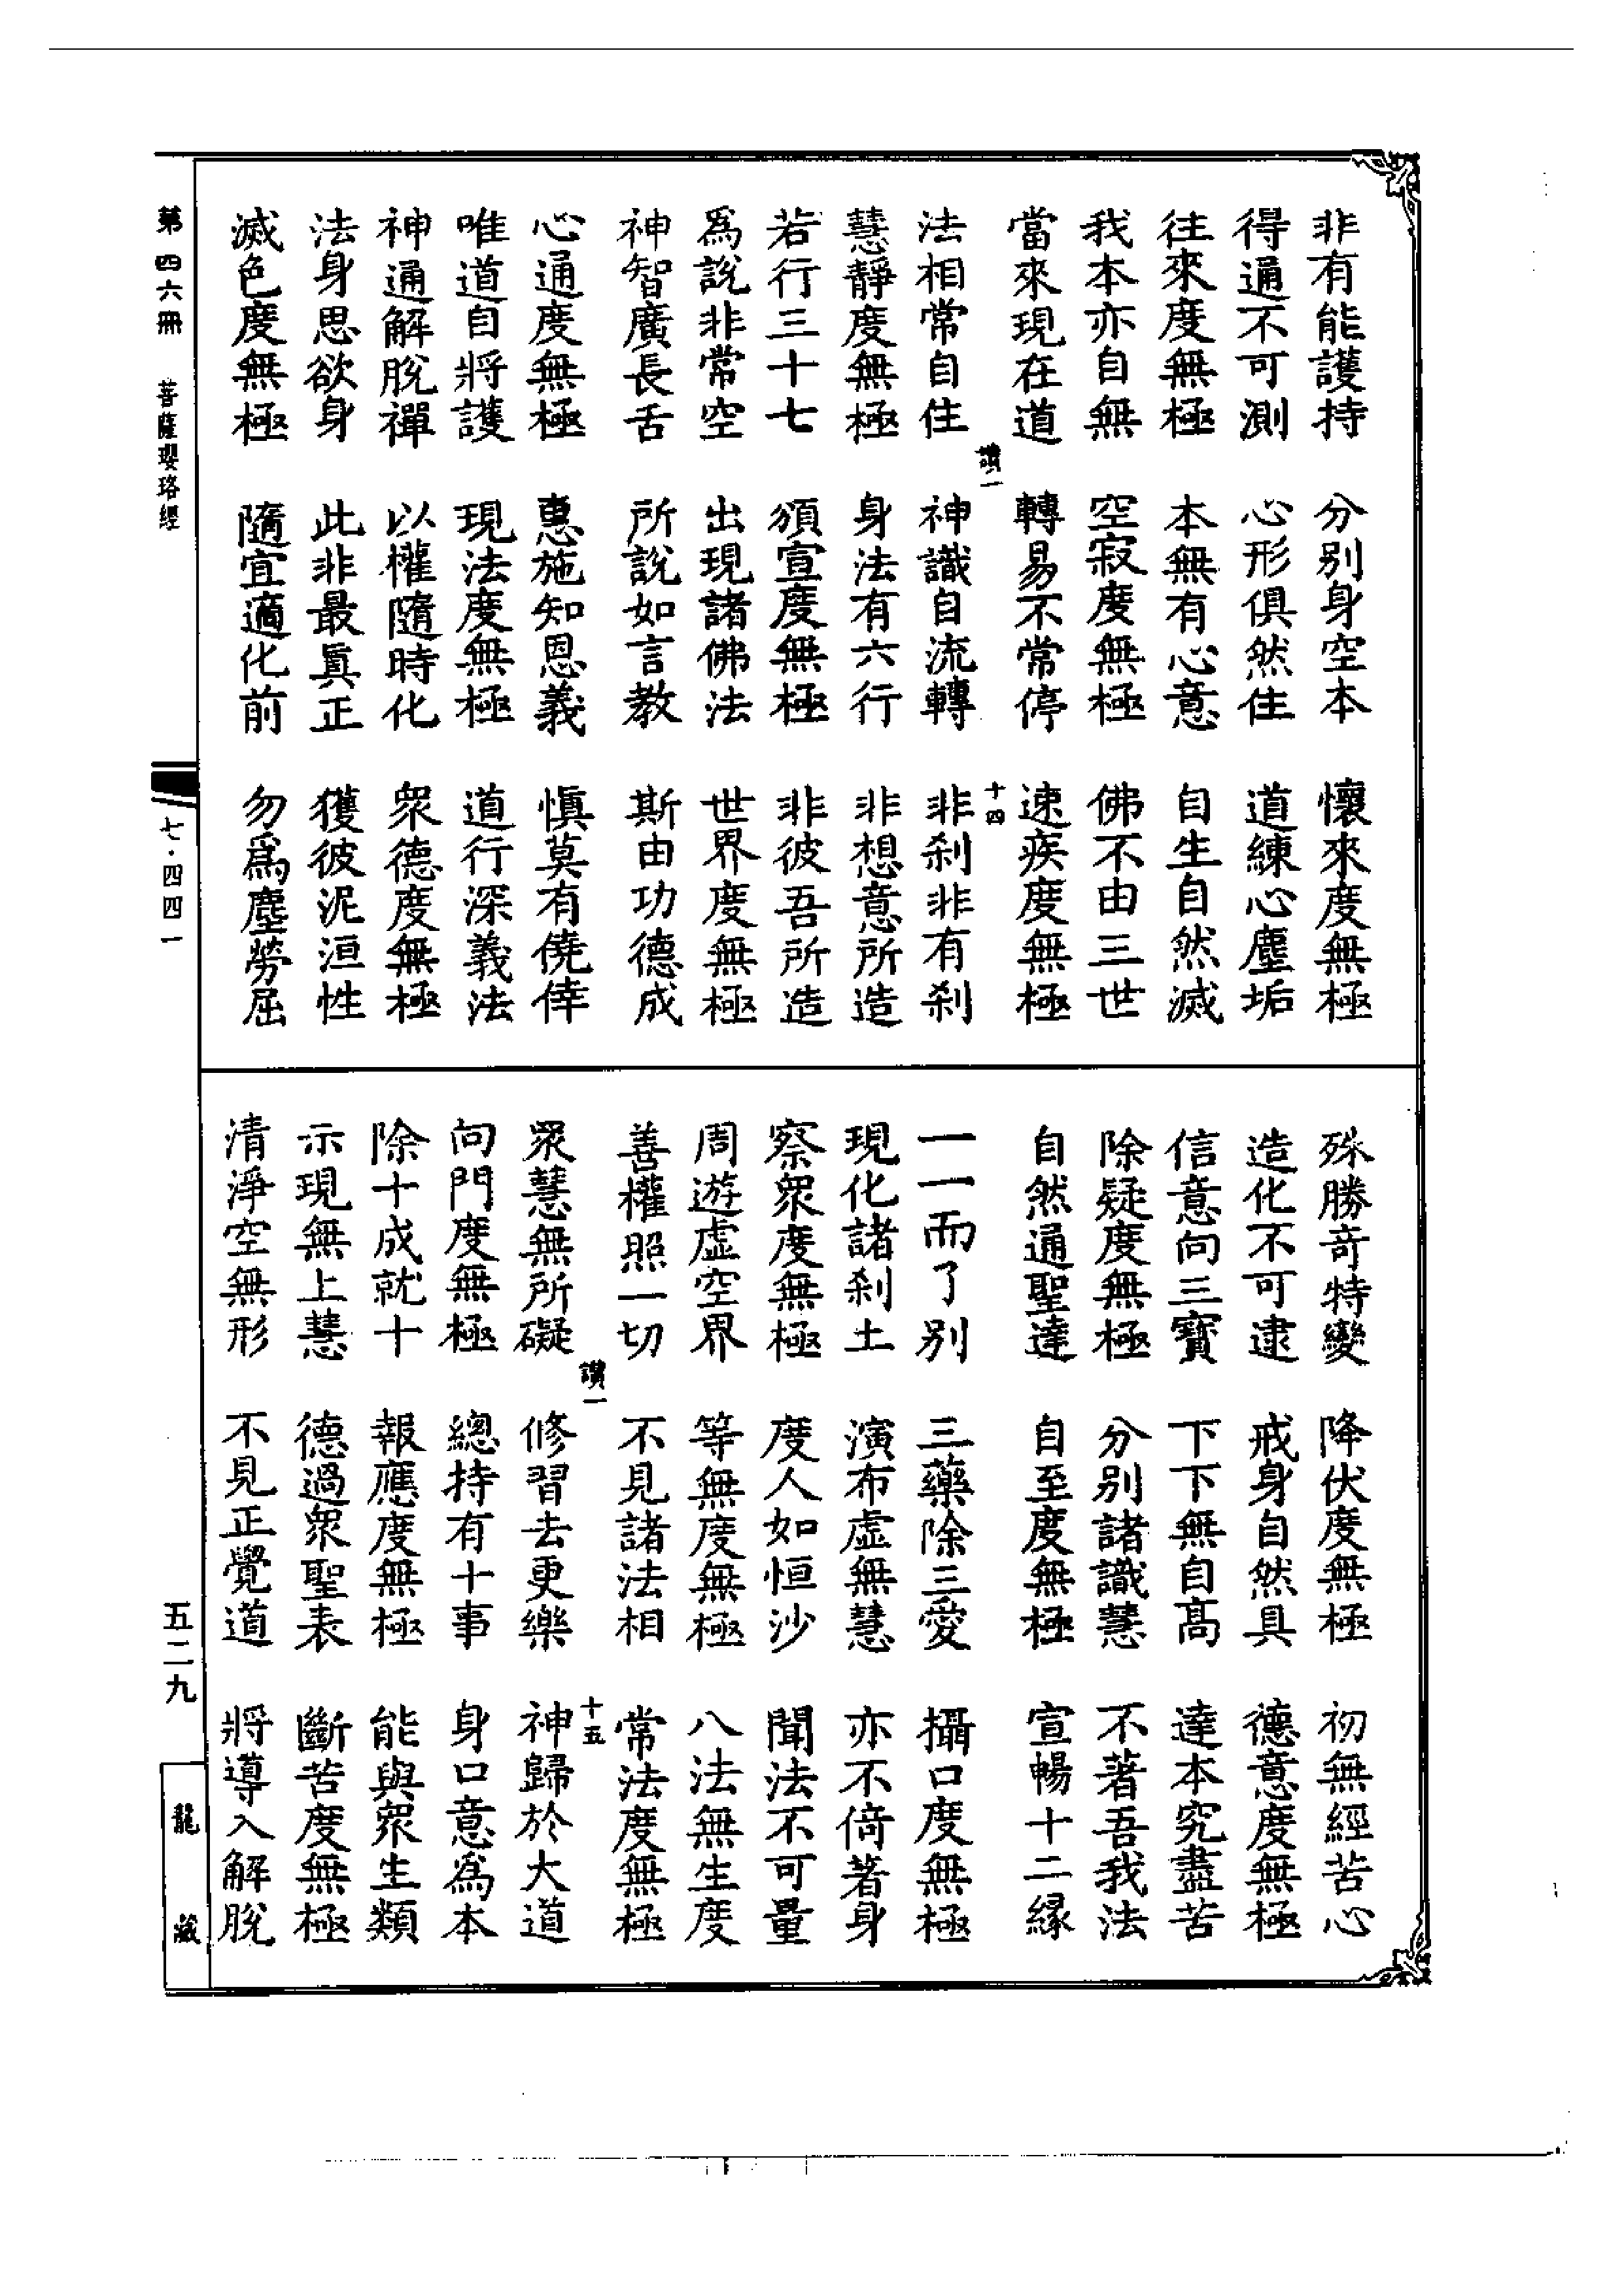 非有能護持　分別身空本　懷來度無極
得通不可測　心形俱然住　道練心塵垢
往來度無極　本無有心意　自生自然滅
我本亦自無　空寂度無極　佛不由三世
當來現在道　轉易不常停　速疾度無極
讚一　十四
法相常自住　神識自流轉　非刹非有刹
慧靜度無極　身法有六行　非想意所造
若行三十七　頒宣度無極　非彼吾所造
爲說非常空　出現諸佛法　世界度無極
神智廣長舌　所說如言教　斯由功德成
心通度無極　惠施知恩義　愼莫有僥倖
唯道自將護　現法度無極　道行深義法
神通解脫禪　以權隨時化　衆德度無極
法身思欲身　此非最眞正　獲彼泥洹性
滅色度無極　隨宜適化前　勿爲塵勞屈
殊勝奇特變　降伏度無極　初無經苦心
造化不可逮　戒身自然具　德意度無極
信意向三寶　下下無自高　達本究盡苦
除疑度無極　分別諸識慧　不著吾我法
自然通聖達　自至度無極　宣暢十二緣
一一而了別　三藥除三愛　攝口度無極
現化諸刹土　演布虛無慧　亦不倚著身
察衆度無極　度人如恒沙　聞法不可量
周遊虛空界　等無度無極　八法無生度
善權照一切　不見諸法相　常法度無極
讚一　十五
衆慧無所礙　修習去更樂　神歸於大道
向門度無極　總持有十事　身口意爲本
除十成就十　報應度無極　能與衆生類
示現無上慧　德過衆聖表　斷苦度無極
清淨空無形　不見正覺道　將導入解脫
第四六冊　菩薩瓔珞經　七·四四一　五二九　龍藏